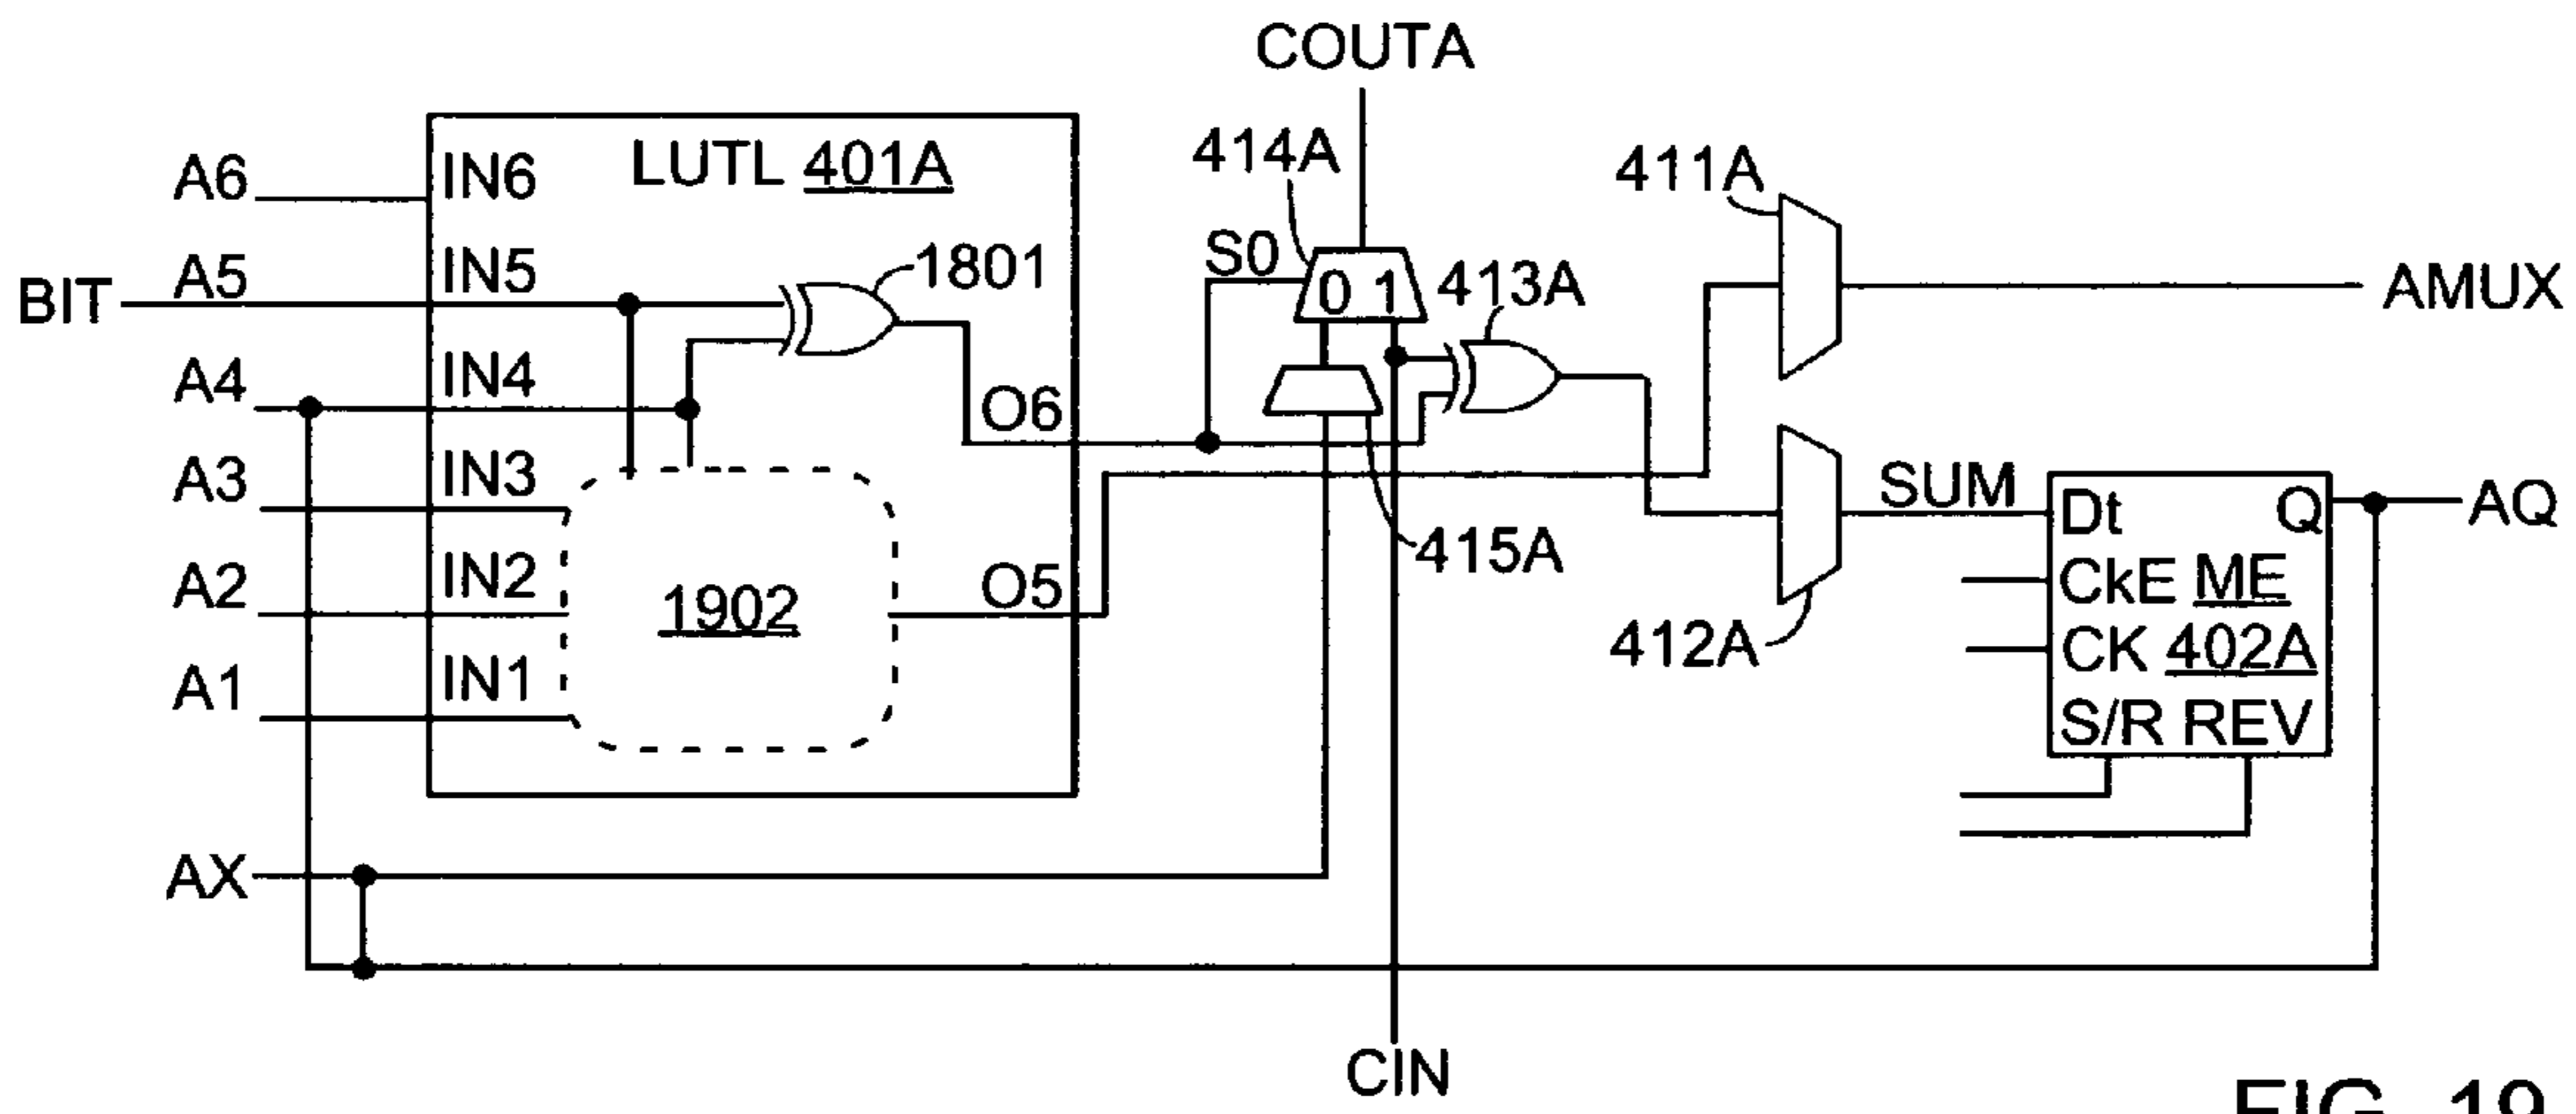 COUTA
A6
IN6
LUTL 401A
414A
411A
BIT
A5
IN5
1801
S0
0 1
413A
AMUX
A4
IN4
O6
A3
IN3
SUM
Dt
Q
AQ
415A
A2
IN2
1902
O5
CkE ME
412A
CK 402A
A1
IN1
S/R REV
AX
CIN
FIG. 19